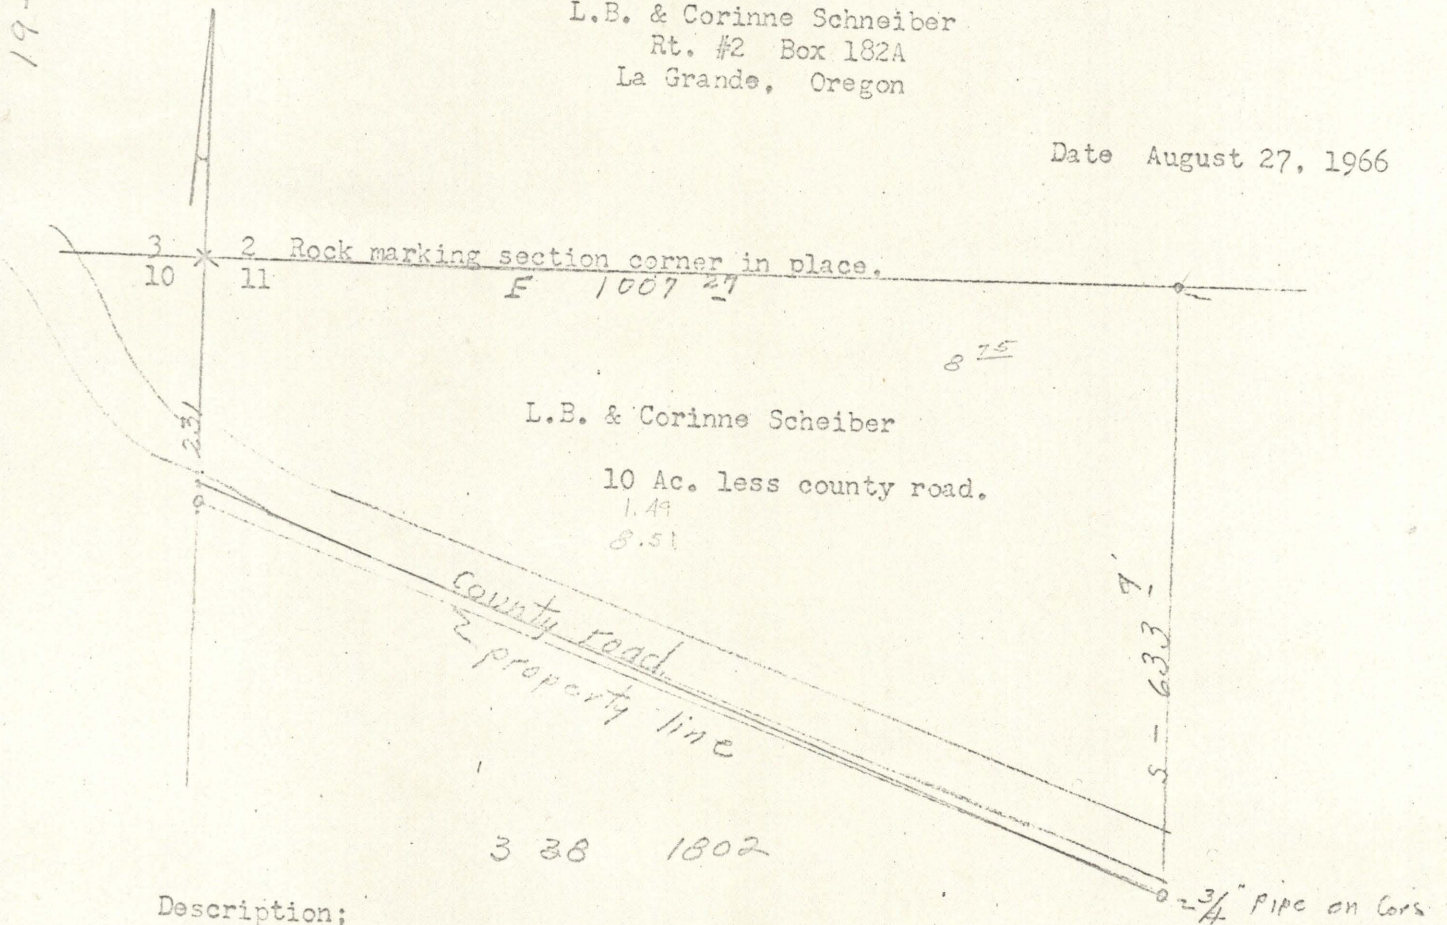 19-
L.B. & Corinne Schneiber
Rt. #2 Box 182A
La Grande, Oregon
Date August 27, 1966
3 2 Rock marking section corner in place.
10 11
E 1007 27
8 75
231
L.B. & Corinne Scheiber
10 Ac. less county road.
1.49
8.51
County road
property line
S - 633
3 38 1802
3/4" Pipe on Cors
Description;